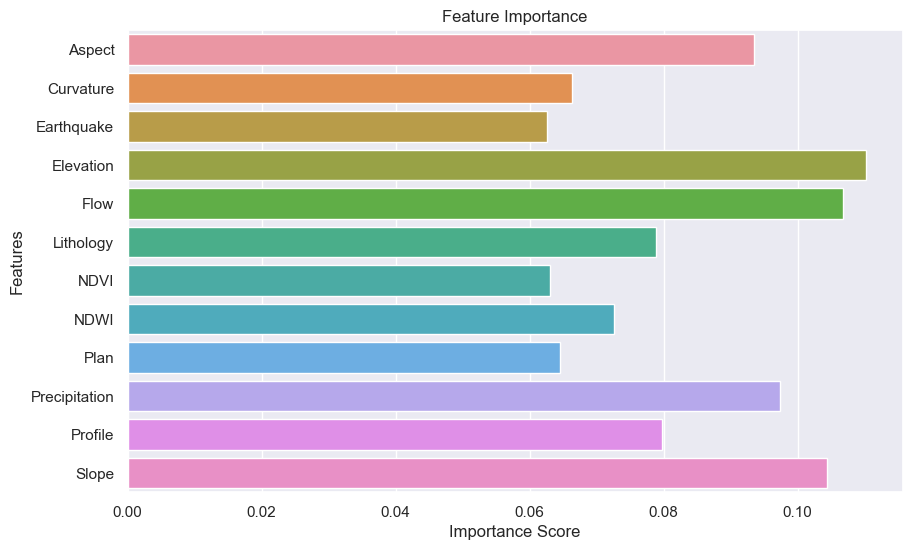 Feature Importance
Aspect
Curvature
Earthquake
Elevation
Flow
Lithology
NDVI
NDWI
Plan
Precipitation
Profile
Slope
Features
0.00 0.02 0.04 0.06 0.08 0.10
Importance Score